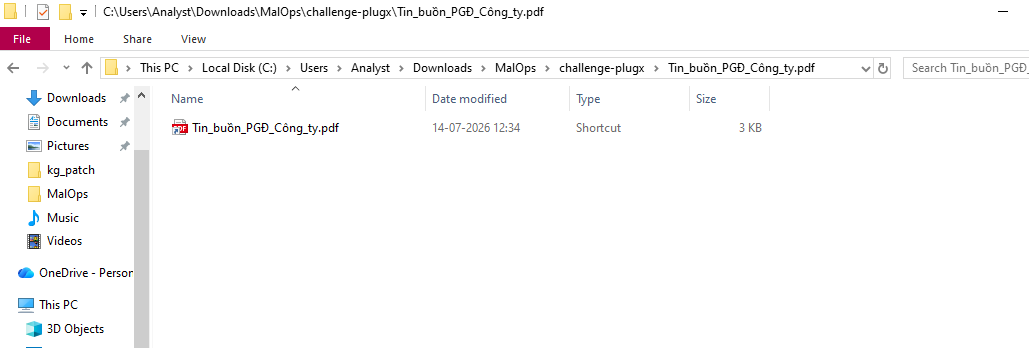 C:\Users\Analyst\Downloads\MalOps\challenge-plugx\Tin_buồn_PGĐ_Công_ty.pdf
File Home Share View
This PC Local Disk (C:) Users Analyst Downloads MalOps challenge-plugx Tin_buồn_PGĐ_Công_ty.pdf Search Tin_buồn_PGĐ_
Name Date modified Type Size
Downloads
Tin_buồn_PGĐ_Công_ty.pdf 14-07-2026 12:34 Shortcut 3 KB
Documents
Pictures
kg_patch
MalOps
Music
Videos
OneDrive - Person
This PC
3D Objects